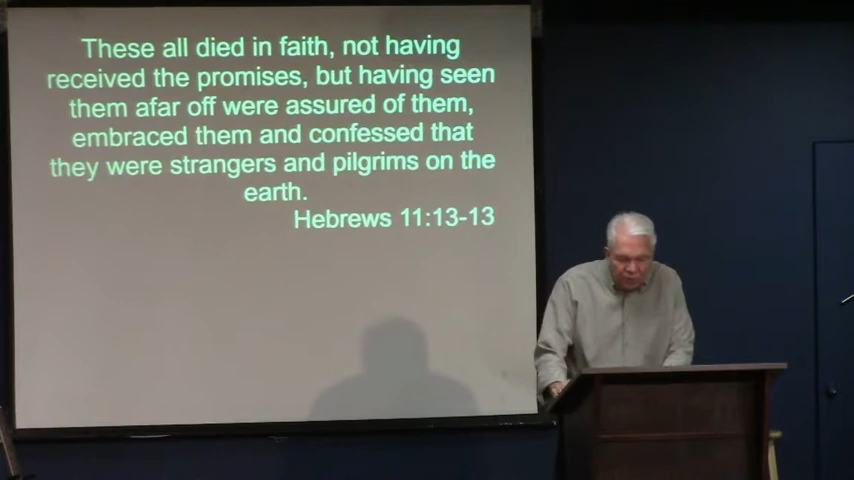 These all died in faith, not having
received the promises, but having seen
them afar off were assured of them,
embraced them and confessed that
they were strangers and pilgrims on the
earth.
Hebrews 11:13-13